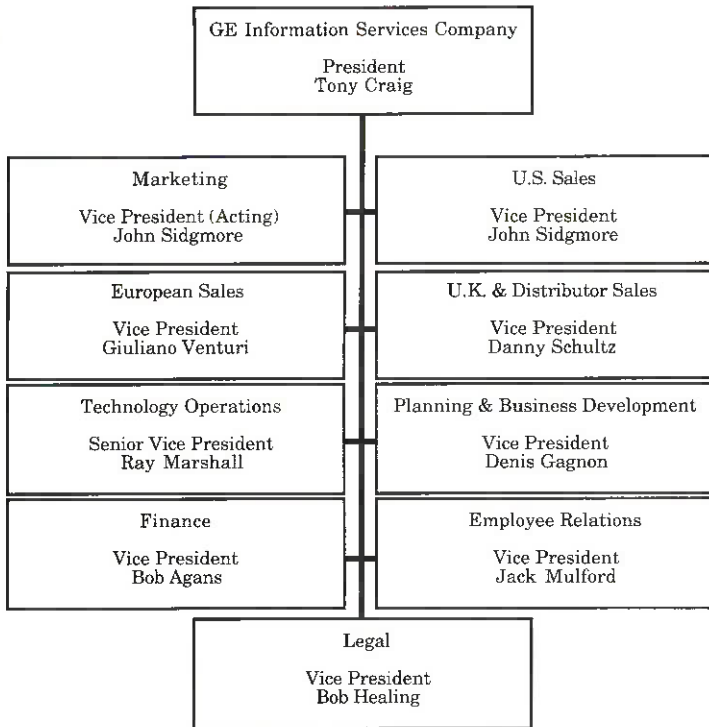 GE Information Services Company
President
Tony Craig
Marketing
Vice President (Acting)
John Sidgmore
U.S. Sales
Vice President
John Sidgmore
European Sales
Vice President
Giuliano Venturi
U.K. & Distributor Sales
Vice President
Danny Schultz
Technology Operations
Senior Vice President
Ray Marshall
Planning & Business Development
Vice President
Denis Gagnon
Finance
Vice President
Bob Agans
Employee Relations
Vice President
Jack Mulford
Legal
Vice President
Bob Healing